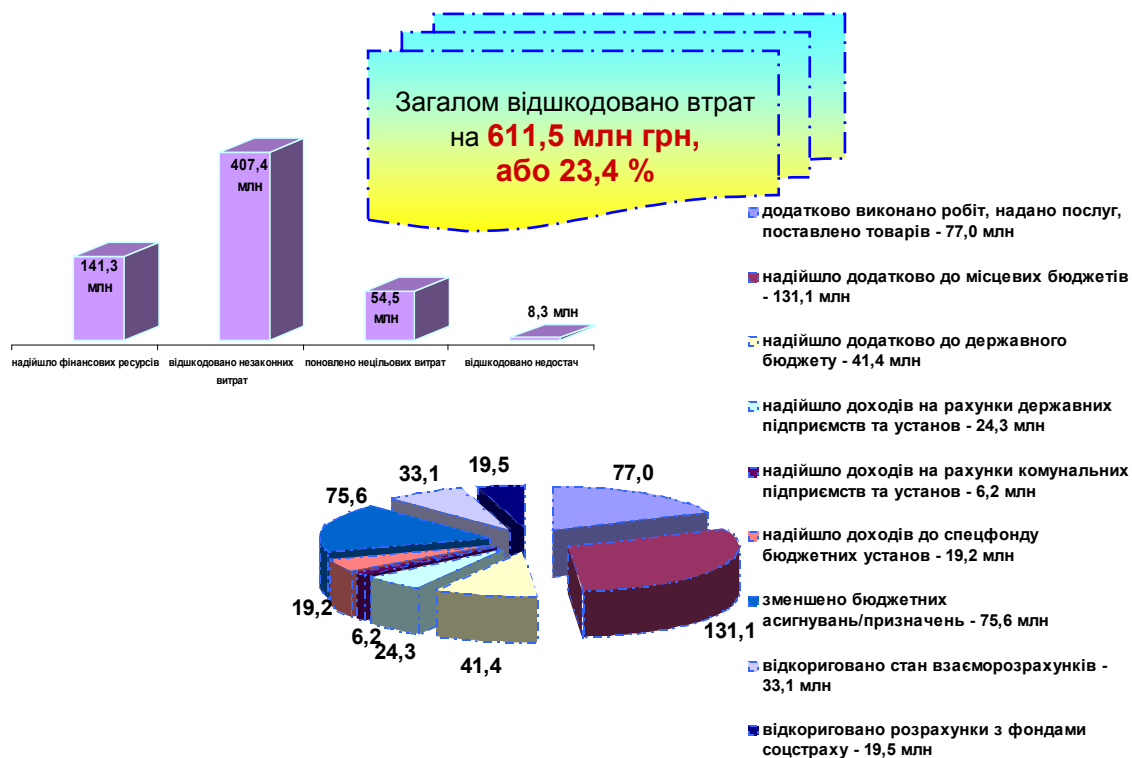 Загалом відшкодовано втрат
на 611,5 млн грн,
або 23,4 %
407,4
млн
141,3
млн
54,5
млн
8,3 млн
надійшло фінансових ресурсів
відшкодовано незаконних
витрат
поновлено нецільових витрат
відшкодовано недостач
додатково виконано робіт, надано послуг,
поставлено товарів - 77,0 млн
надійшло додатково до місцевих бюджетів
- 131,1 млн
надійшло додатково до державного
бюджету - 41,4 млн
надійшло доходів на рахунки державних
підприємств та установ - 24,3 млн
надійшло доходів на рахунки комунальних
підприємств та установ - 6,2 млн
надійшло доходів до спецфонду
бюджетних установ - 19,2 млн
зменшено бюджетних
асигнувань/призначень - 75,6 млн
відкориговано стан взаєморозрахунків -
33,1 млн
відкориговано розрахунки з фондами
соцстраху - 19,5 млн
77,0
131,1
41,4
24,3
6,2
19,2
75,6
33,1
19,5